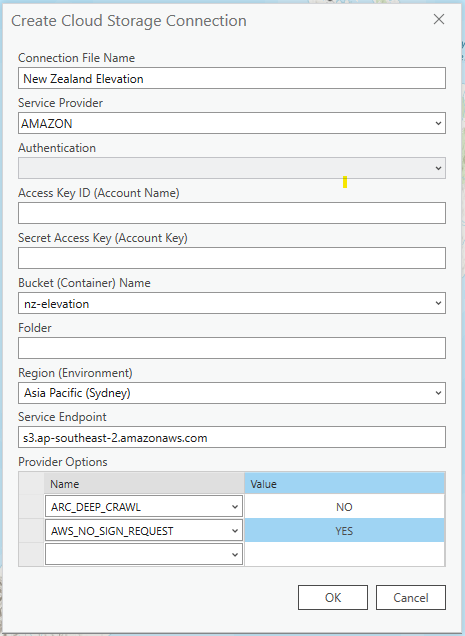 Create Cloud Storage Connection
Connection File Name
New Zealand Elevation
Service Provider
AMAZON
Authentication
Access Key ID (Account Name)
Secret Access Key (Account Key)
Bucket (Container) Name
nz-elevation
Folder
Region (Environment)
Asia Pacific (Sydney)
Service Endpoint
s3.ap-southeast-2.amazonaws.com
Provider Options
Name Value
ARC_DEEP_CRAWL NO
AWS_NO_SIGN_REQUEST YES
OK Cancel